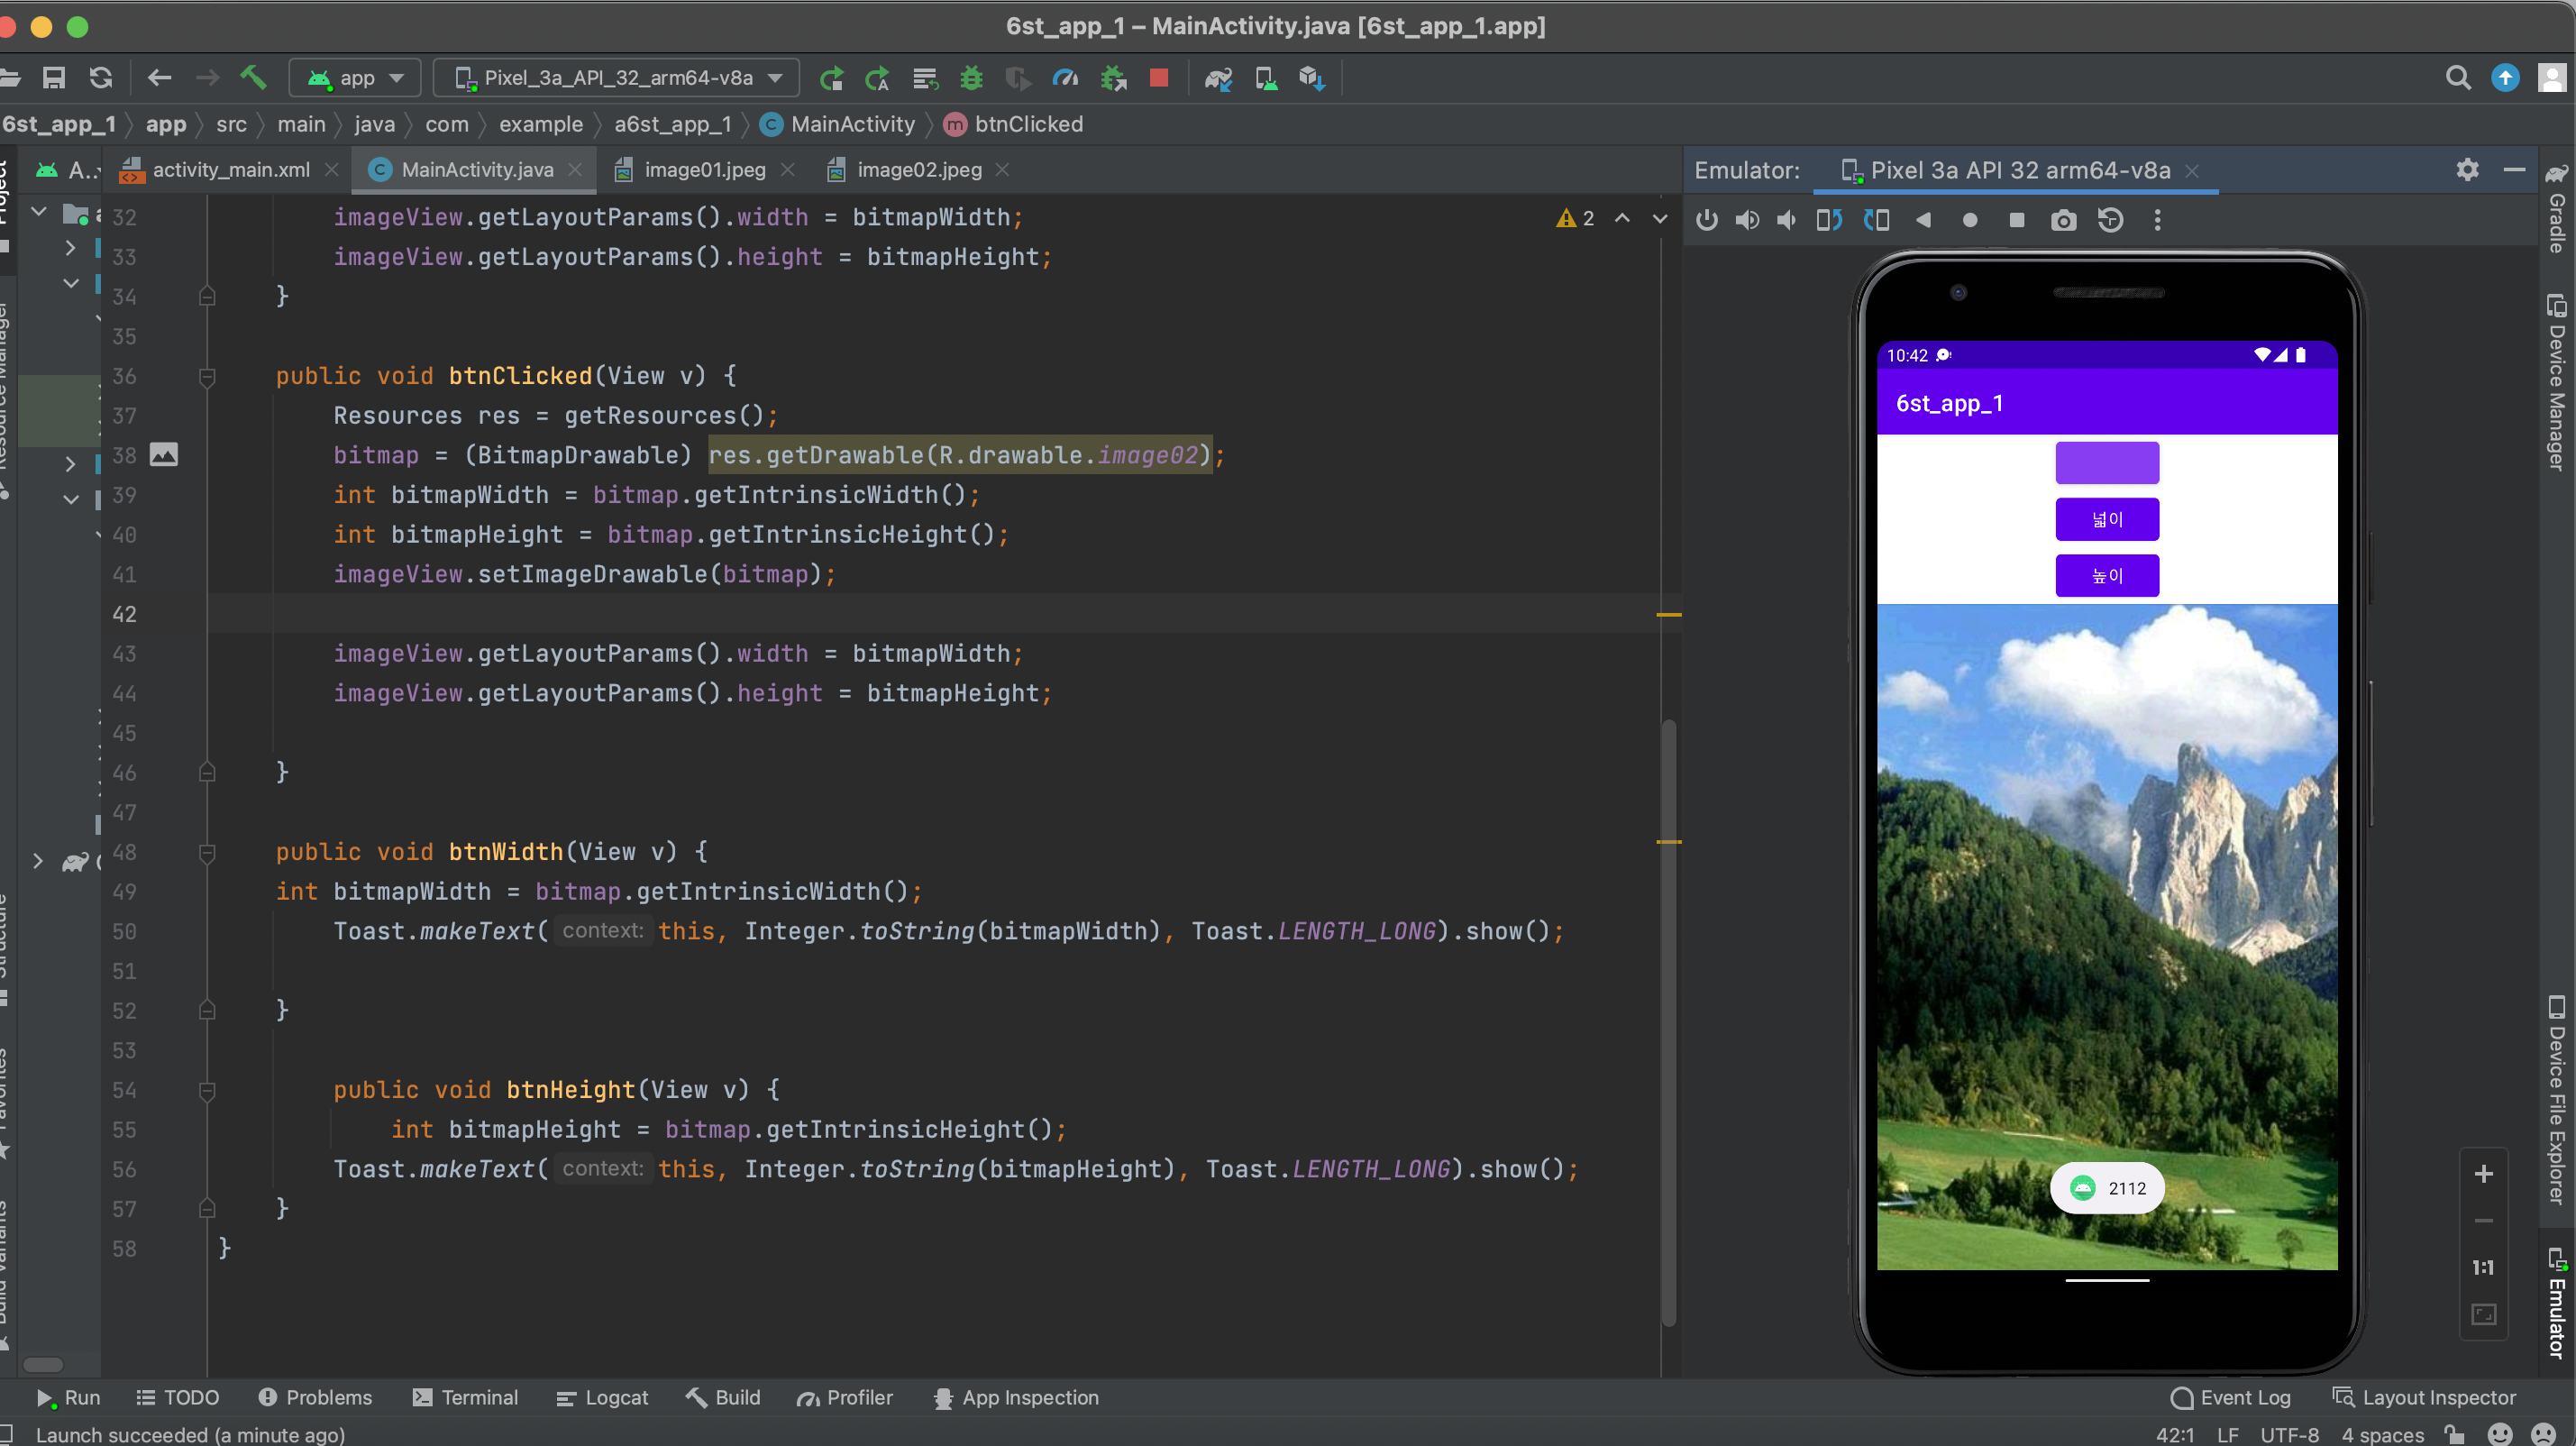 6st_app_1 – MainActivity.java [6st_app_1.app]
app
Pixel_3a_API_32_arm64-v8a
6st_app_1 app src main java com example a6st_app_1 MainActivity btnClicked
A...
activity_main.xml
MainActivity.java
image01.jpeg
image02.jpeg
Emulator: Pixel 3a API 32 arm64-v8a
2
32 imageView.getLayoutParams().width = bitmapWidth;
33 imageView.getLayoutParams().height = bitmapHeight;
34 }
35
36 public void btnClicked(View v) {
37 Resources res = getResources();
38 bitmap = (BitmapDrawable) res.getDrawable(R.drawable.image02);
39 int bitmapWidth = bitmap.getIntrinsicWidth();
40 int bitmapHeight = bitmap.getIntrinsicHeight();
41 imageView.setImageDrawable(bitmap);
42
43 imageView.getLayoutParams().width = bitmapWidth;
44 imageView.getLayoutParams().height = bitmapHeight;
45
46 }
47
48 public void btnWidth(View v) {
49 int bitmapWidth = bitmap.getIntrinsicWidth();
50 Toast.makeText( context: this, Integer.toString(bitmapWidth), Toast.LENGTH_LONG).show();
51
52 }
53
54 public void btnHeight(View v) {
55 int bitmapHeight = bitmap.getIntrinsicHeight();
56 Toast.makeText( context: this, Integer.toString(bitmapHeight), Toast.LENGTH_LONG).show();
57 }
58 }
10:42
6st_app_1
넓이
높이
2112
1:1
Gradle
Device Manager
Device File Explorer
Emulator
Resource Manager
Structure
Favorites
Build Variants
Run
TODO
Problems
Terminal
Logcat
Build
Profiler
App Inspection
Event Log
Layout Inspector
Launch succeeded (a minute ago)
42:1 LF UTF-8 4 spaces